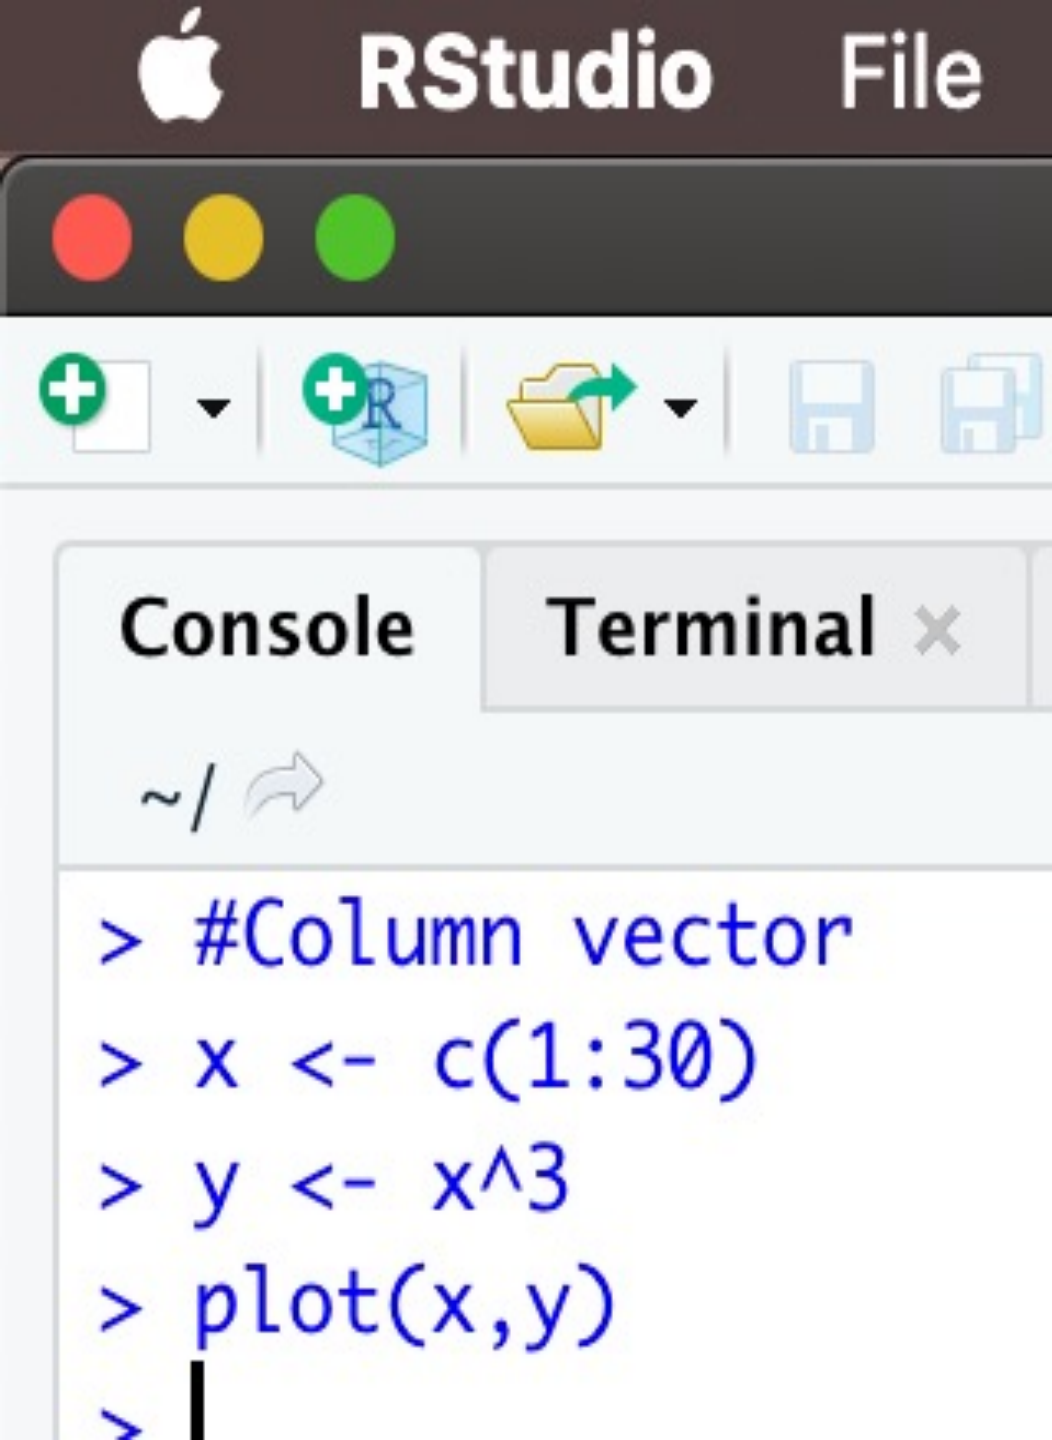 RStudio File
R
Console Terminal ×
~/
> #Column vector
> x <- c(1:30)
> y <- x^3
> plot(x,y)
>